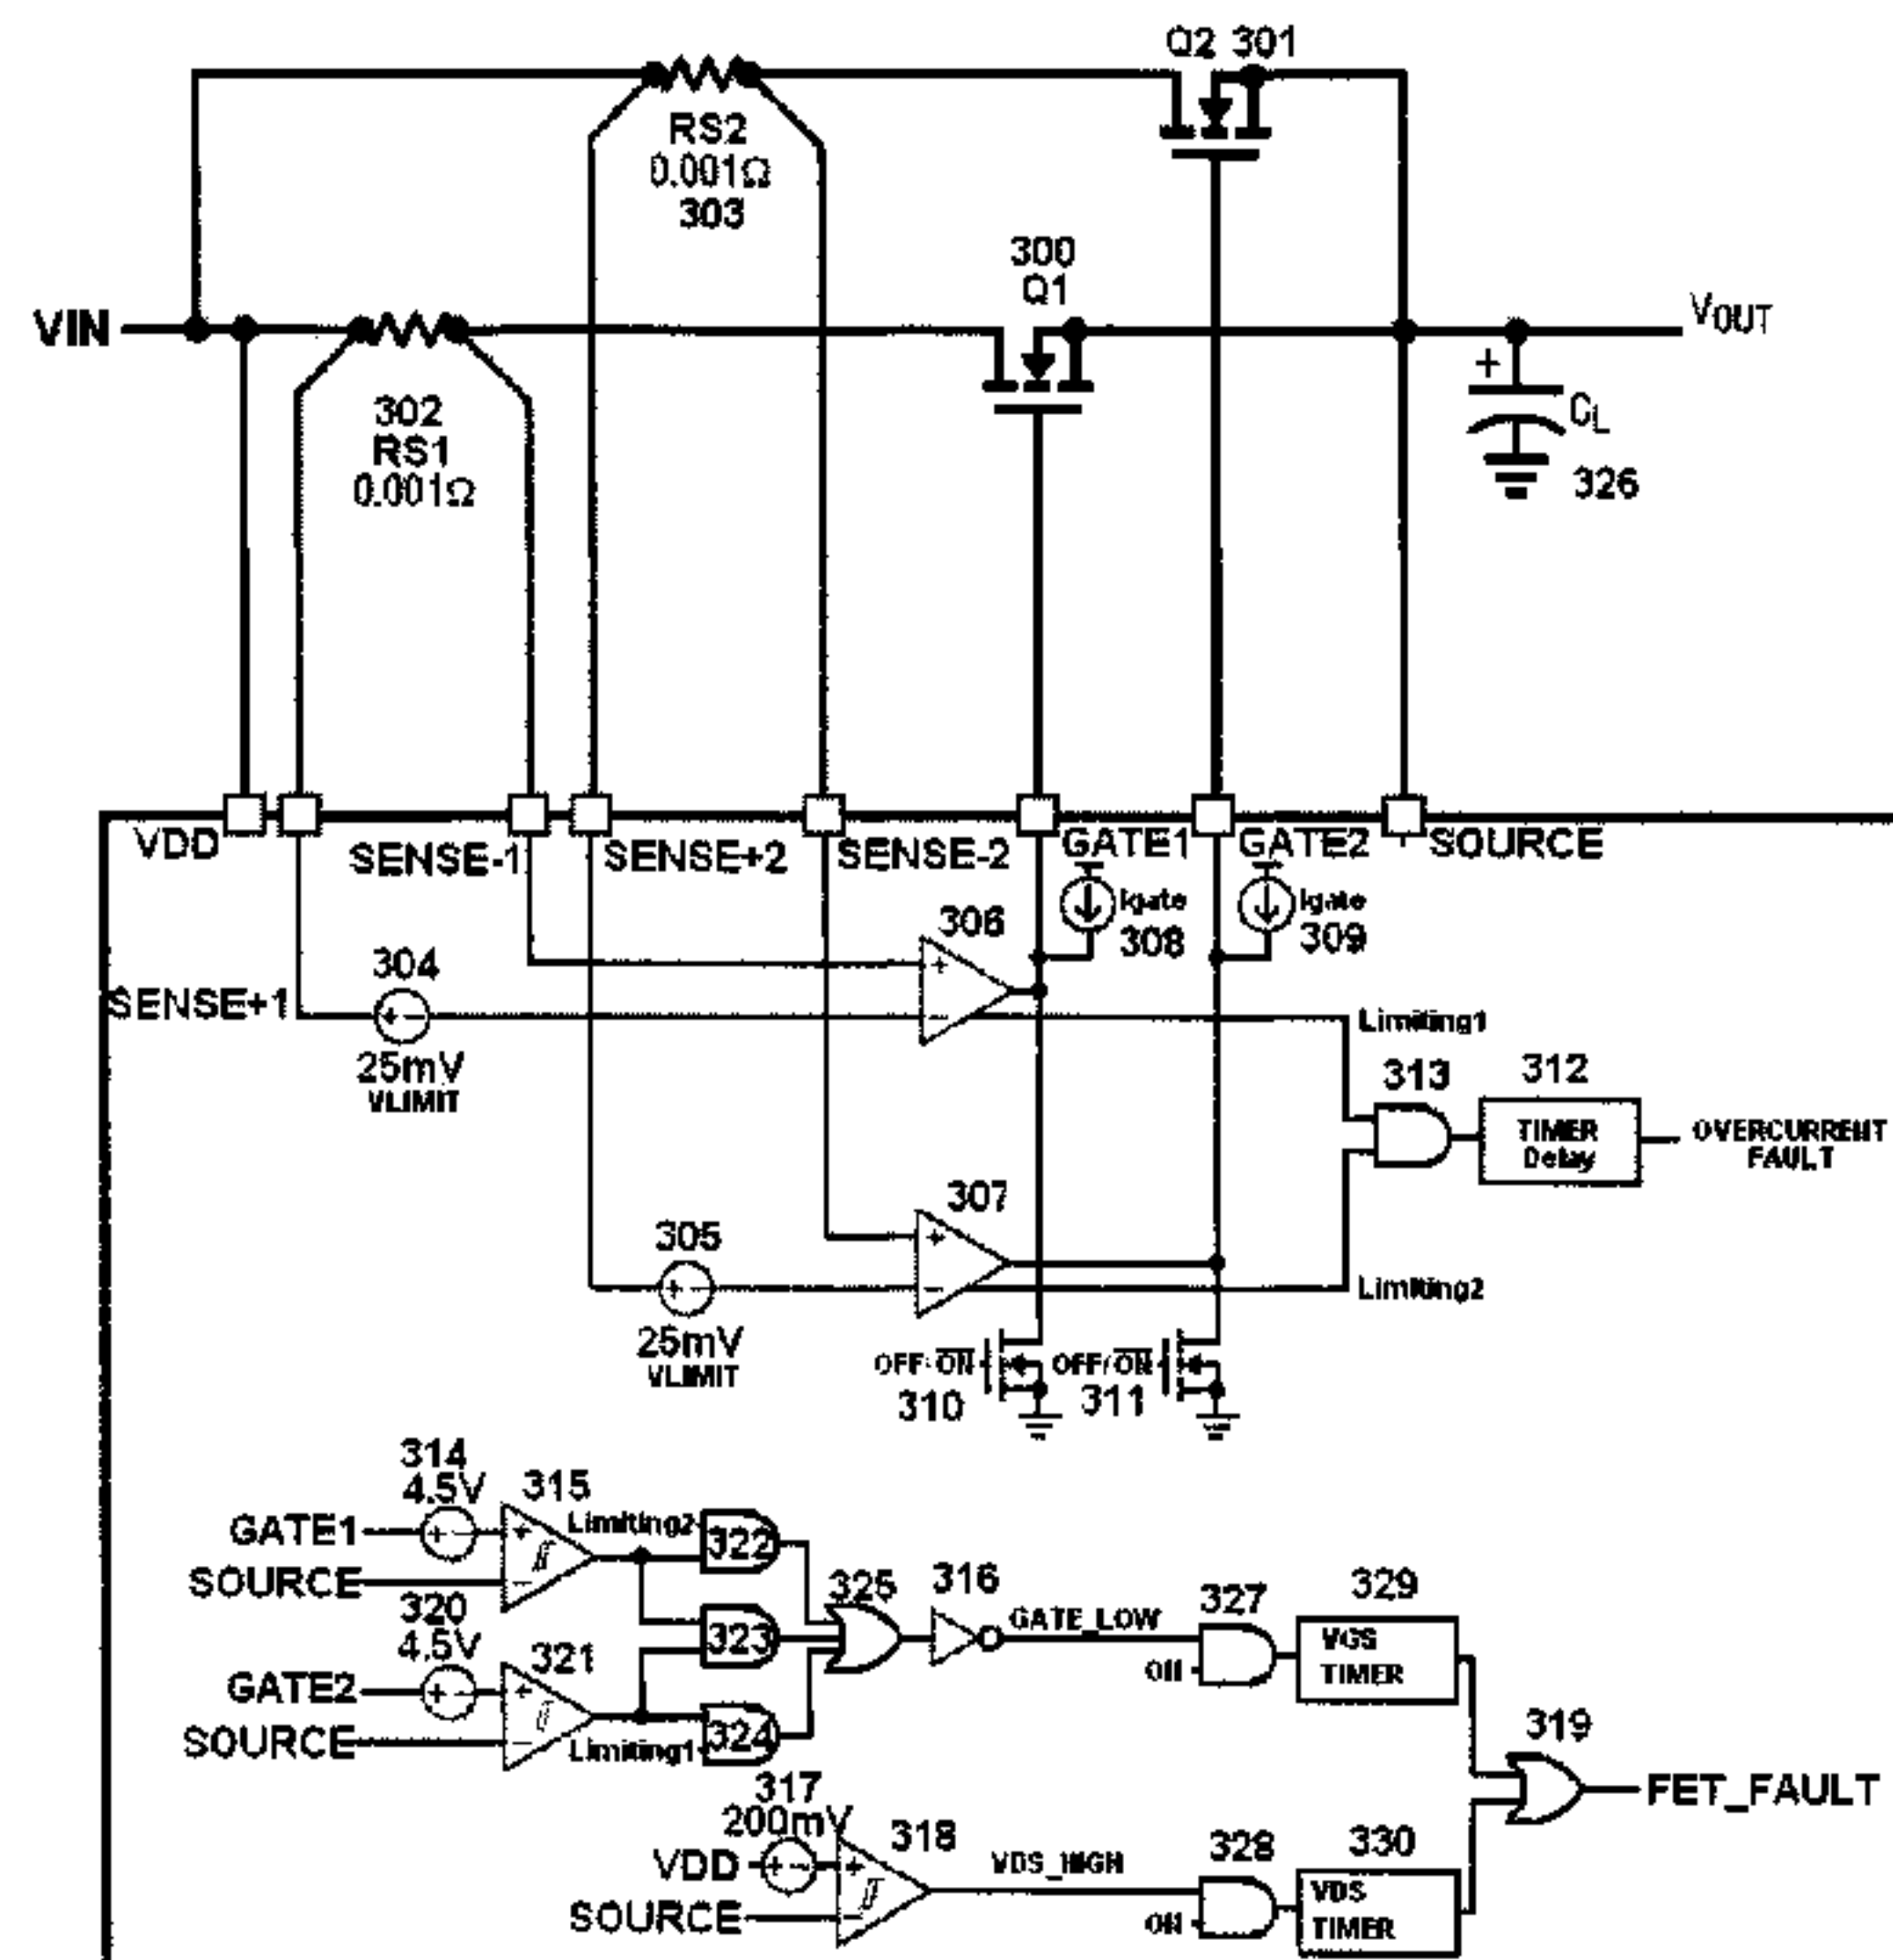 Q2 301
RS2
0.001Ω
303
300
Q1
VIN
VOUT
302
RS1
0.001Ω
+
CL
326
VDD
SENSE-1
SENSE+2
SENSE-2
GATE1
GATE2
SOURCE
Igate
308
Igate
309
306
+
−
304
SENSE+1
+ −
25mV
VLIMIT
Limiting1
313
312
TIMER
Delay
OVERCURRENT
FAULT
307
+
−
305
+ −
25mV
VLIMIT
Limiting2
OFF/ON
310
OFF/ON
311
314
4.5V
315
Limiting2
322
GATE1
+ −
+
SOURCE
−
325
316
GATE_LOW
327
ON
329
VGS
TIMER
320
4.5V
323
321
GATE2
+ −
+
SOURCE
−
Limiting1
324
319
FET_FAULT
317
200mV
318
VDD
+ −
+
SOURCE
−
VDS_HIGH
328
ON
330
VDS
TIMER